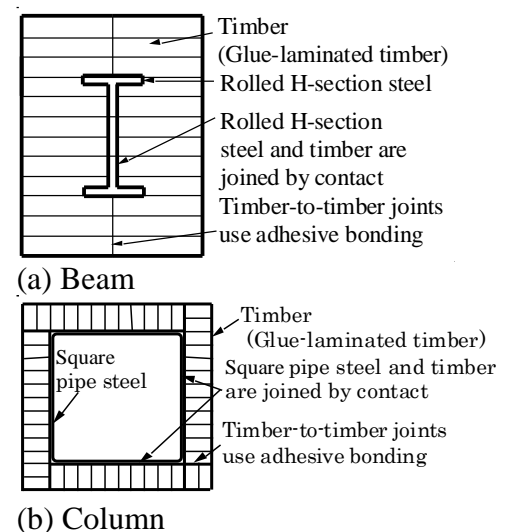 Timber
(Glue-laminated timber)
Rolled H-section steel
Rolled H-section
steel and timber are
joined by contact
Timber-to-timber joints
use adhesive bonding
(a) Beam
Timber
(Glue-laminated timber)
Square
pipe steel
Square pipe steel and timber
are joined by contact
Timber-to-timber joints
use adhesive bonding
(b) Column